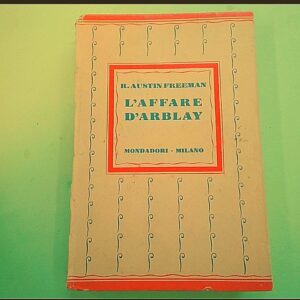 R. AUSTIN FREEMAN
L'AFFARE
D'ARBLAY
MONDADORI - MILANO